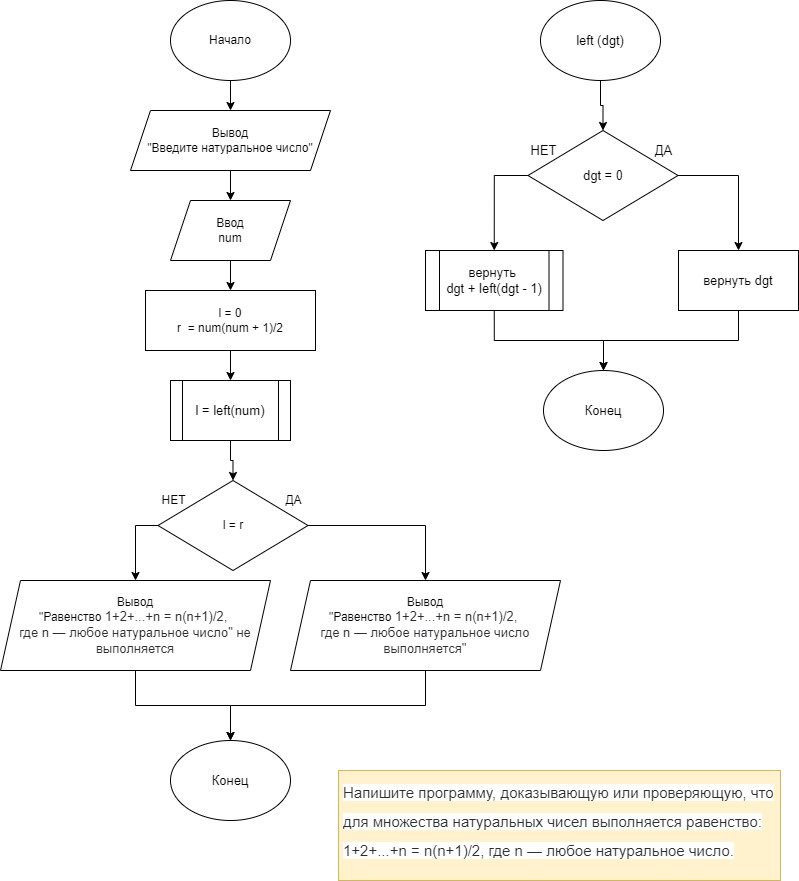 Начало
Вывод
"Введите натуральное число"
Ввод
num
l = 0
r = num(num + 1)/2
l = left(num)
НЕТ
ДА
l = r
Вывод
"Равенство 1+2+...+n = n(n+1)/2,
где n — любое натуральное число" не
выполняется
Вывод
"Равенство 1+2+...+n = n(n+1)/2,
где n — любое натуральное число
выполняется"
Конец
left (dgt)
НЕТ
ДА
dgt = 0
вернуть
dgt + left(dgt - 1)
вернуть dgt
Конец
Напишите программу, доказывающую или проверяющую, что
для множества натуральных чисел выполняется равенство:
1+2+...+n = n(n+1)/2, где n — любое натуральное число.